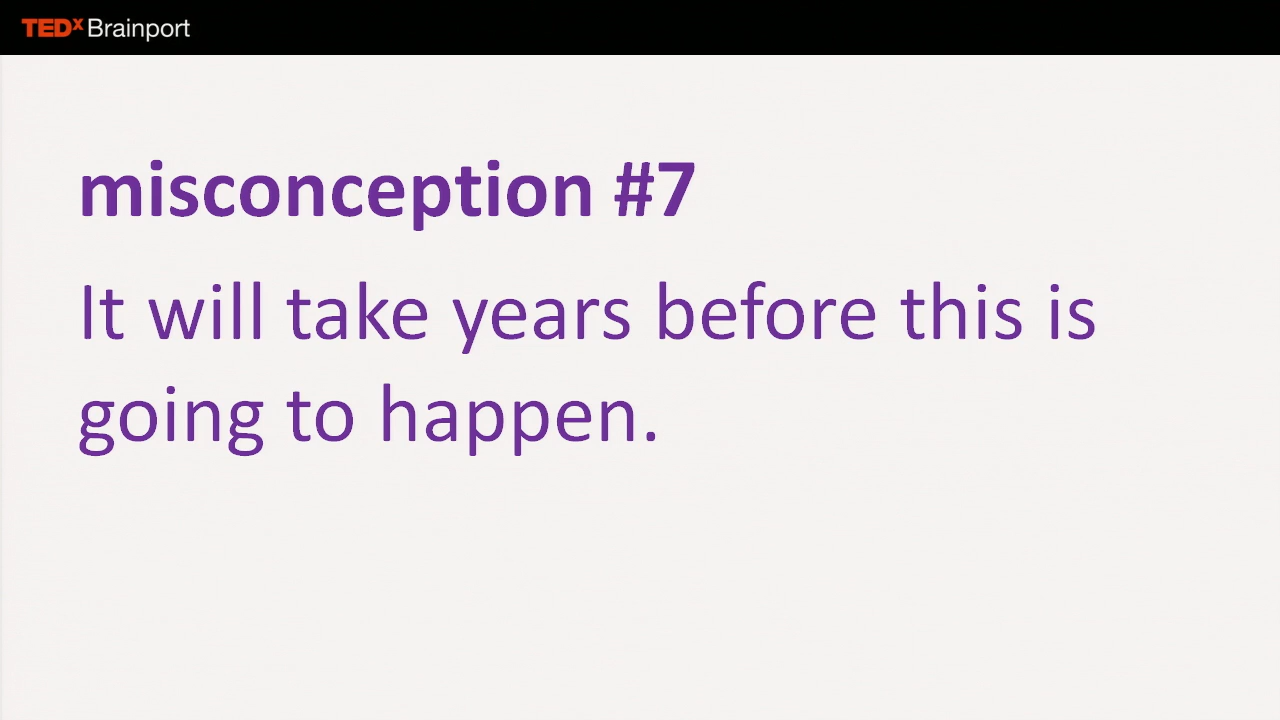 TEDx Brainport
misconception #7
It will take years before this is
going to happen.